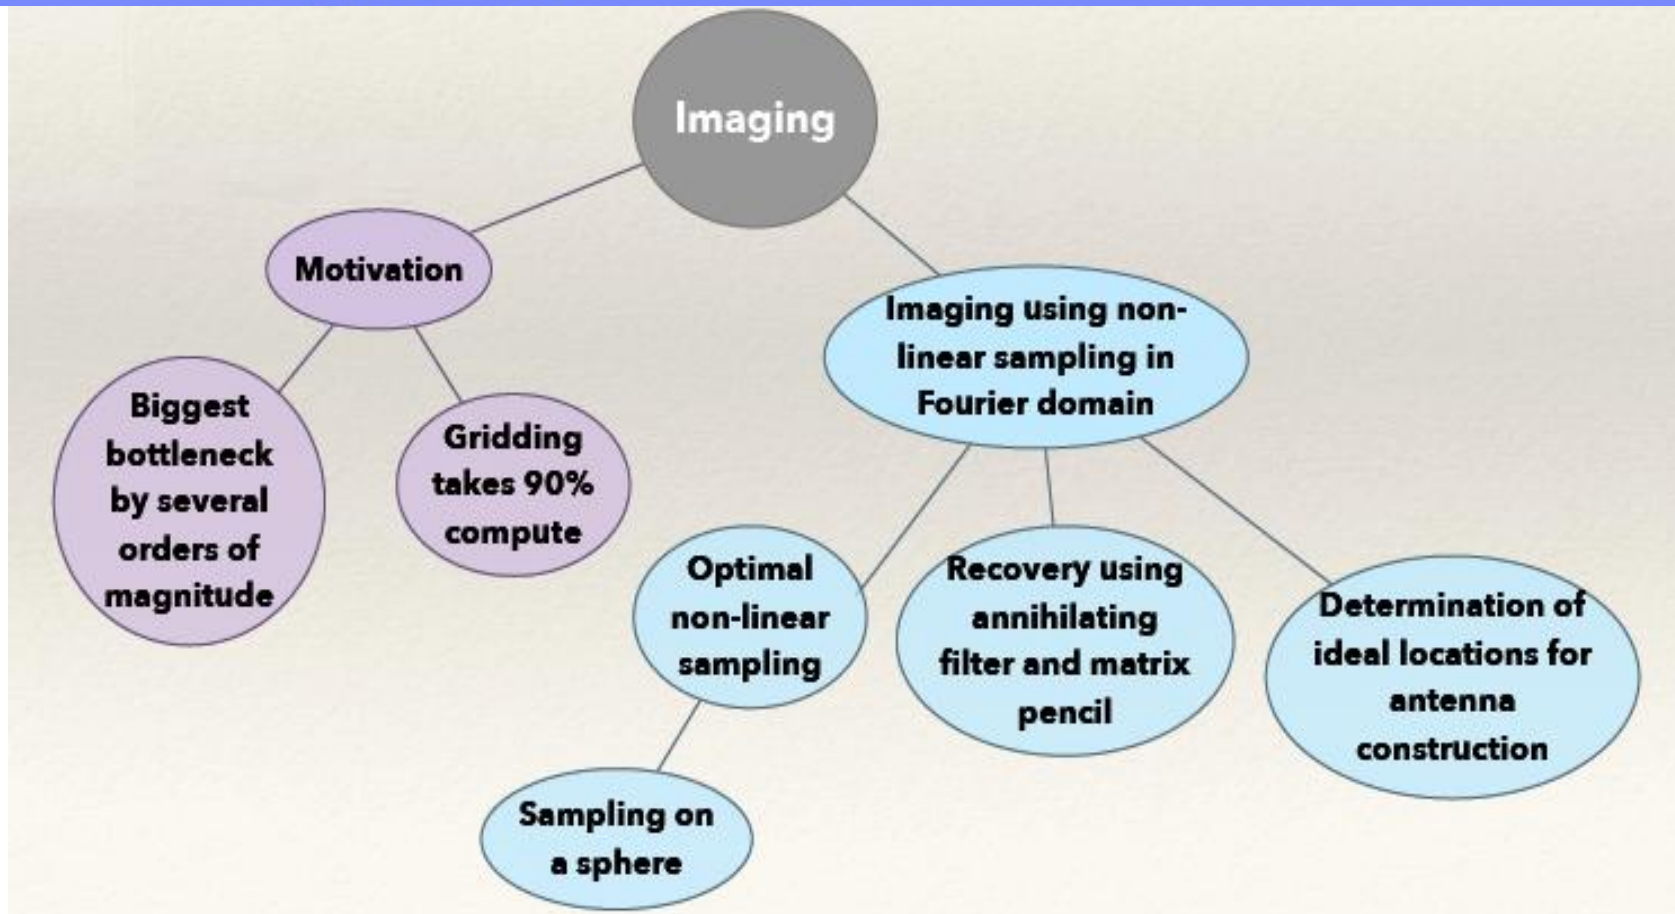 Imaging
Motivation
Imaging using non-
linear sampling in
Fourier domain
Biggest
bottleneck
by several
orders of
magnitude
Gridding
takes 90%
compute
Optimal
non-linear
sampling
Recovery using
annihilating
filter and matrix
pencil
Determination of
ideal locations for
antenna
construction
Sampling on
a sphere